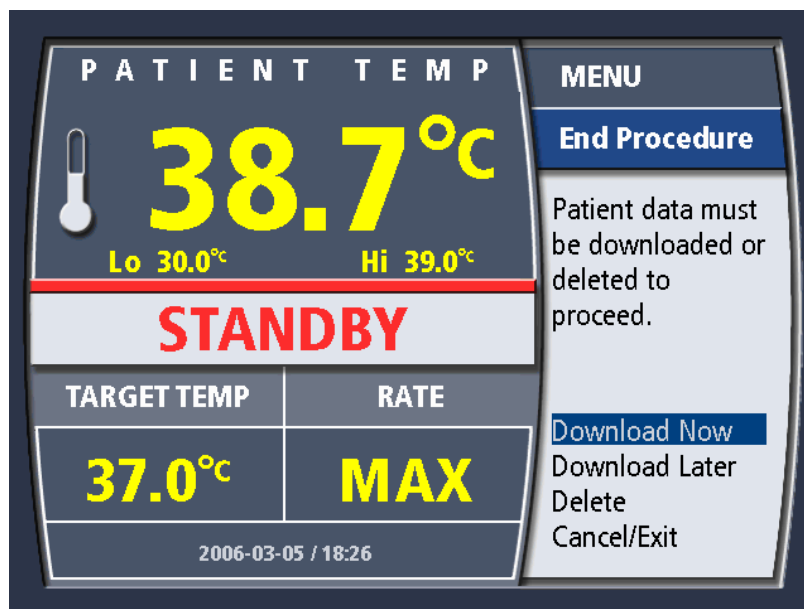 PATIENT TEMP
38.7°C
Lo 30.0°C Hi 39.0°C
STANDBY
TARGET TEMP RATE
37.0°C MAX
2006-03-05 / 18:26
MENU
End Procedure
Patient data must
be downloaded or
deleted to
proceed.
Download Now
Download Later
Delete
Cancel/Exit